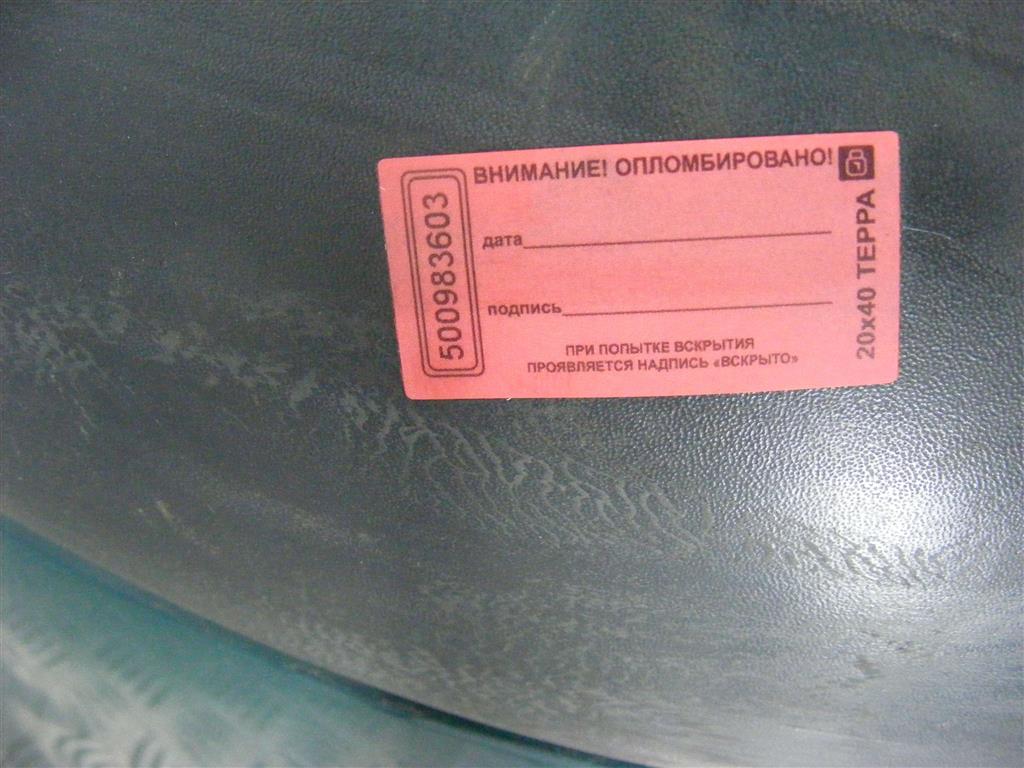 ВНИМАНИЕ! ОПЛОМБИРОВАНО!
500983603
дата
подпись
ПРИ ПОПЫТКЕ ВСКРЫТИЯ
ПРОЯВЛЯЕТСЯ НАДПИСЬ «ВСКРЫТО»
20х40 ТЕРРА